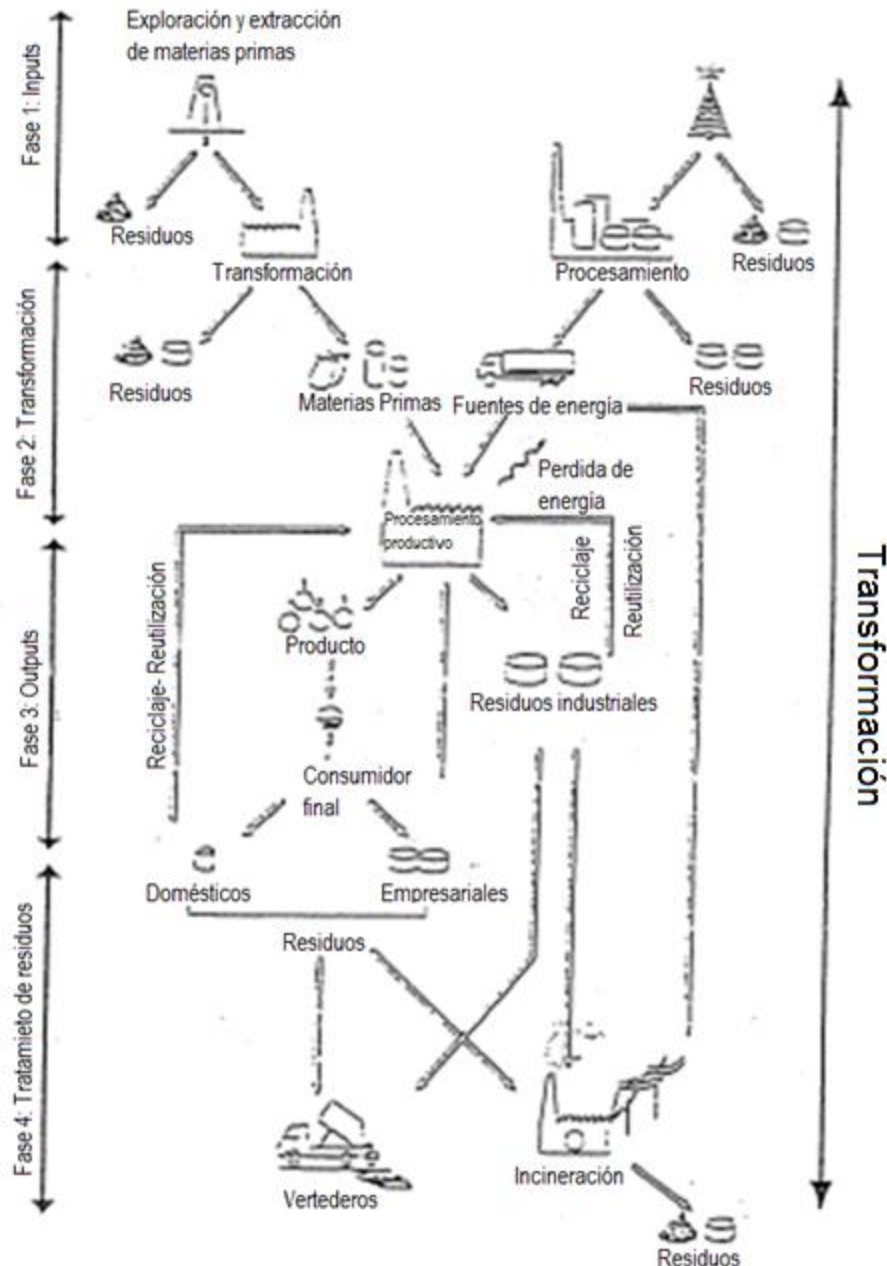 Exploración y extracción
de materias primas
Fase 1: Inputs
Residuos
Transformación
Procesamiento
Residuos
Fase 2: Transformación
Residuos
Materias Primas
Fuentes de energía
Residuos
Perdida de
energía
Procesamiento
productivo
Reciclaje
Reutilización
Transformación
Fase 3: Outputs
Reciclaje- Reutilización
Producto
Residuos industriales
Consumidor
final
Domésticos
Empresariales
Residuos
Fase 4: Tratamieto de residuos
Vertederos
Incineración
Residuos